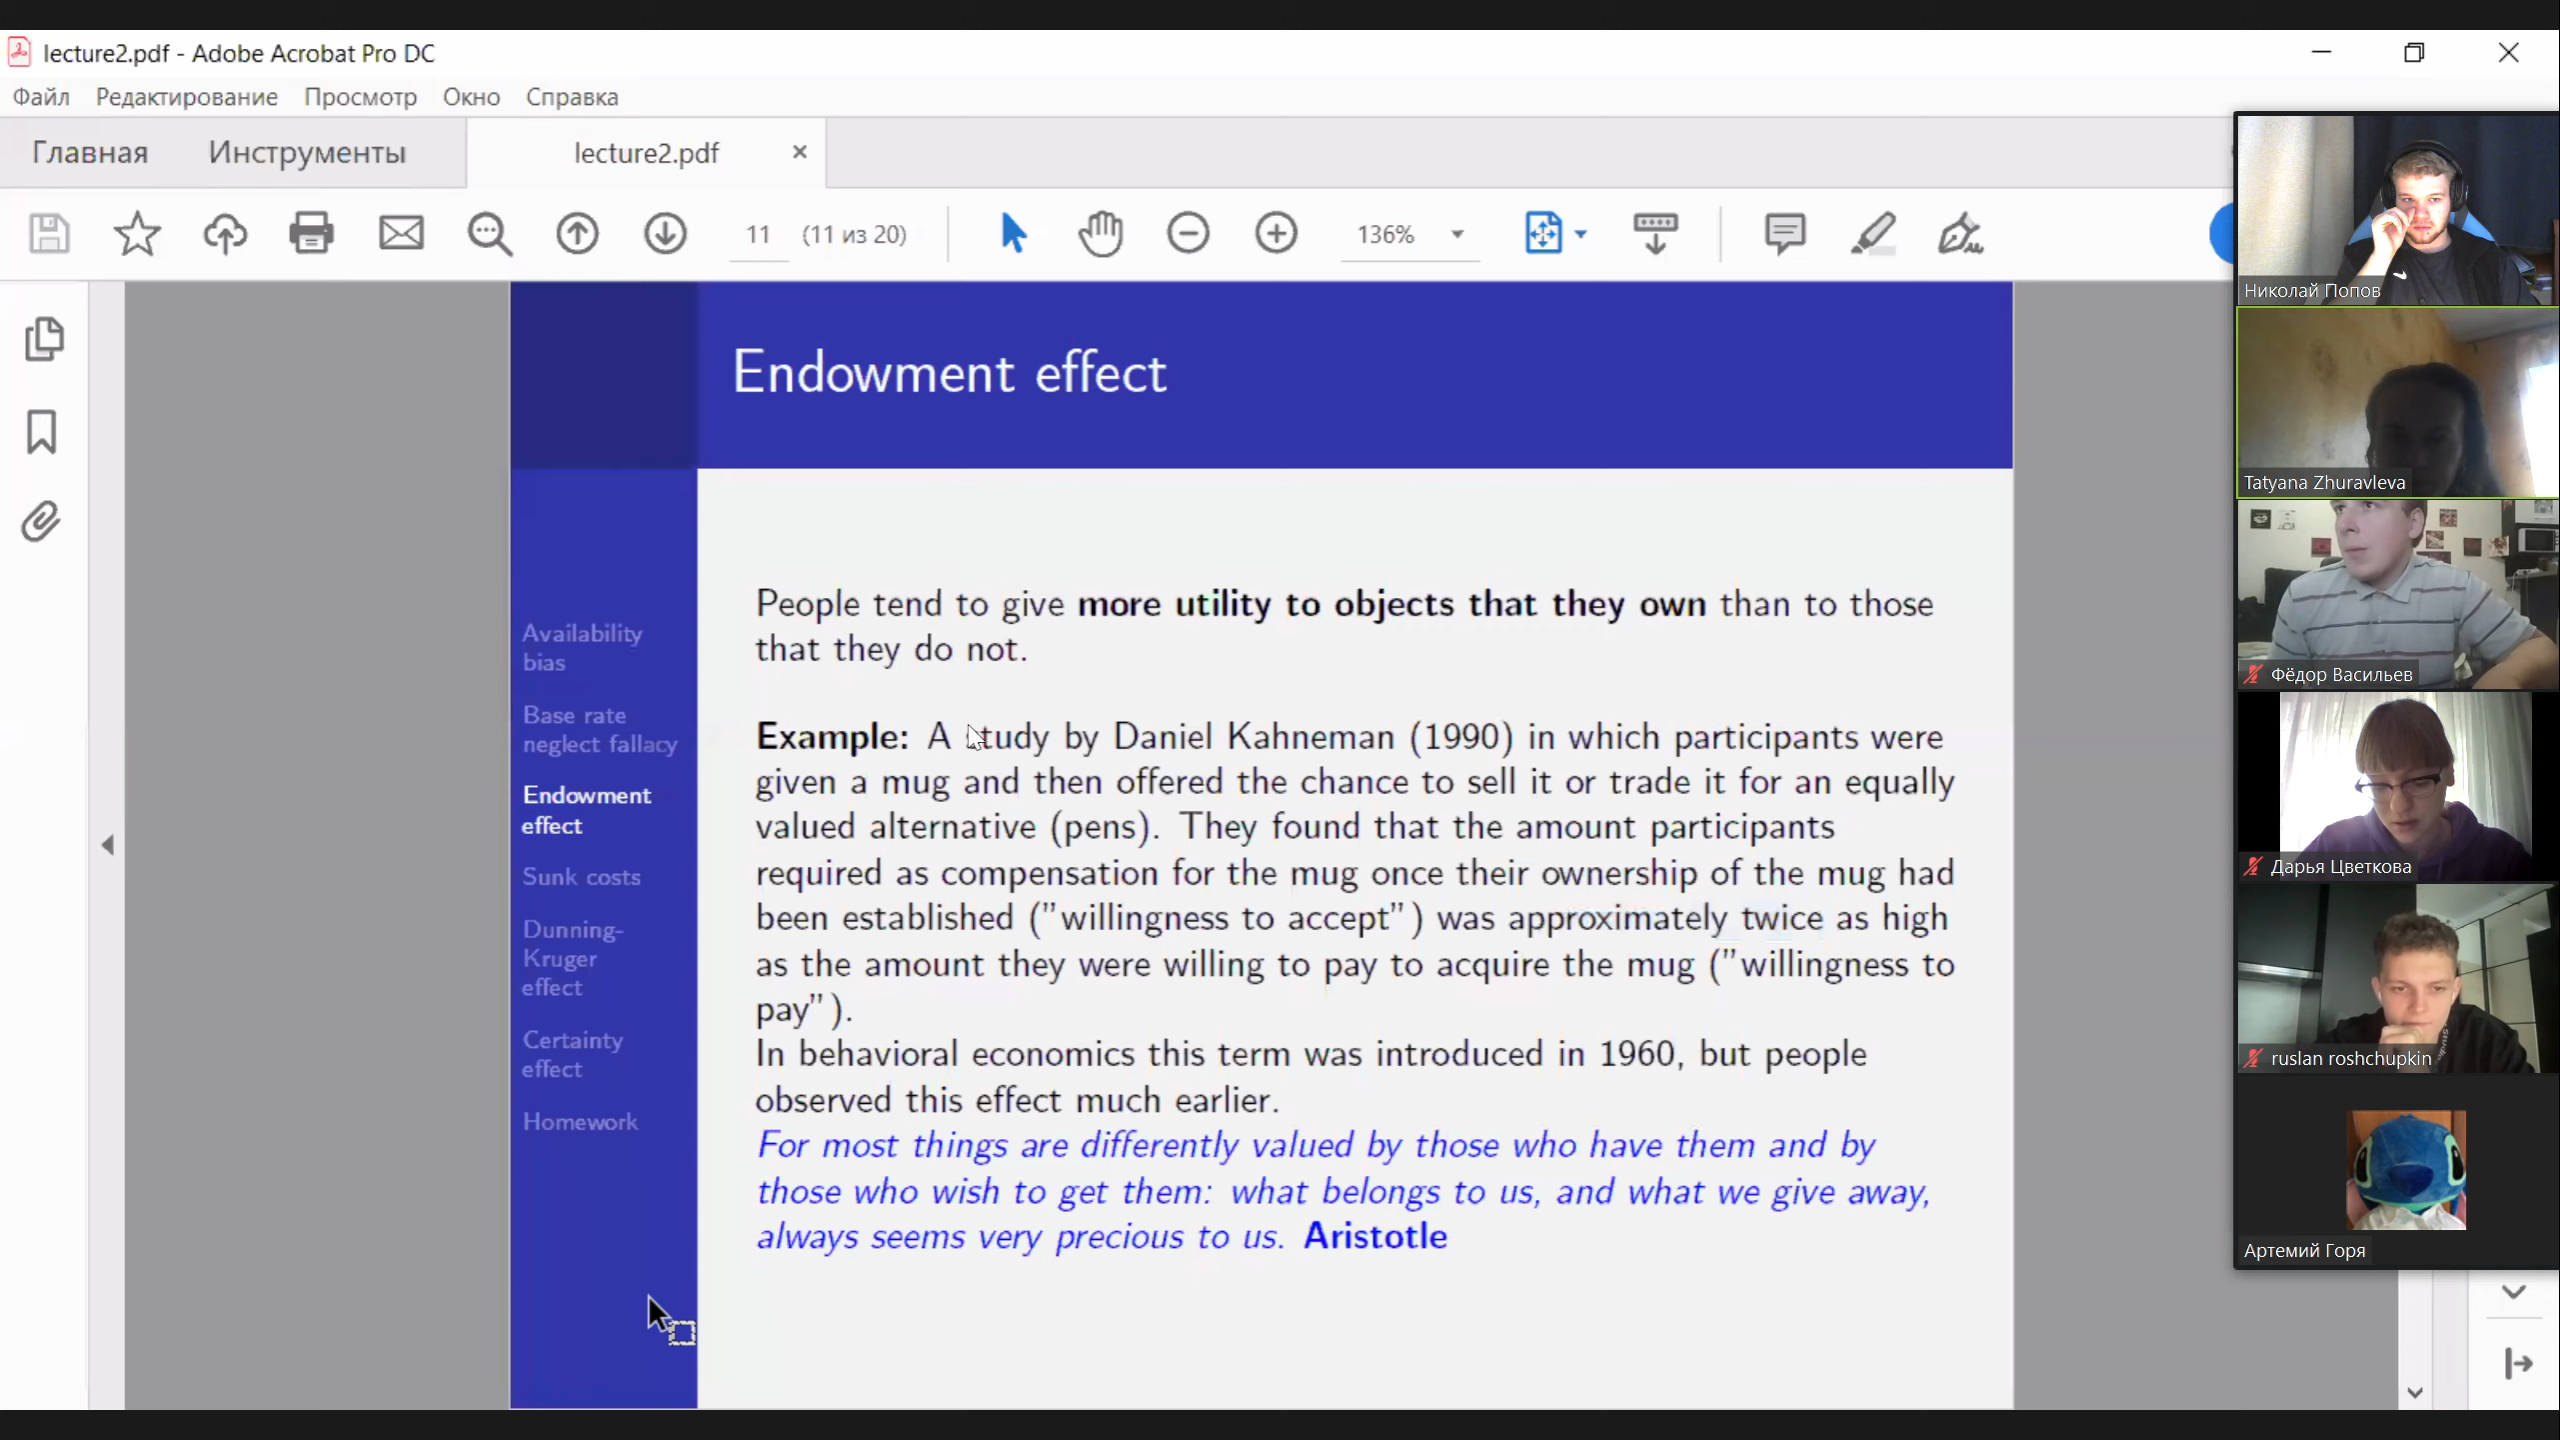 lecture2.pdf - Adobe Acrobat Pro DC
Файл Редактирование Просмотр Окно Справка
Главная Инструменты lecture2.pdf
11 (11 из 20) 136%
Endowment effect
Availability
bias
Base rate
neglect fallacy
Endowment
effect
Sunk costs
Dunning-
Kruger
effect
Certainty
effect
Homework
People tend to give more utility to objects that they own than to those
that they do not.
Example: A study by Daniel Kahneman (1990) in which participants were
given a mug and then offered the chance to sell it or trade it for an equally
valued alternative (pens). They found that the amount participants
required as compensation for the mug once their ownership of the mug had
been established ("willingness to accept") was approximately twice as high
as the amount they were willing to pay to acquire the mug ("willingness to
pay").
In behavioral economics this term was introduced in 1960, but people
observed this effect much earlier.
For most things are differently valued by those who have them and by
those who wish to get them: what belongs to us, and what we give away,
always seems very precious to us. Aristotle
Николай Попов
Tatyana Zhuravleva
Фёдор Васильев
Дарья Цветкова
ruslan roshchupkin
Артемий Горя